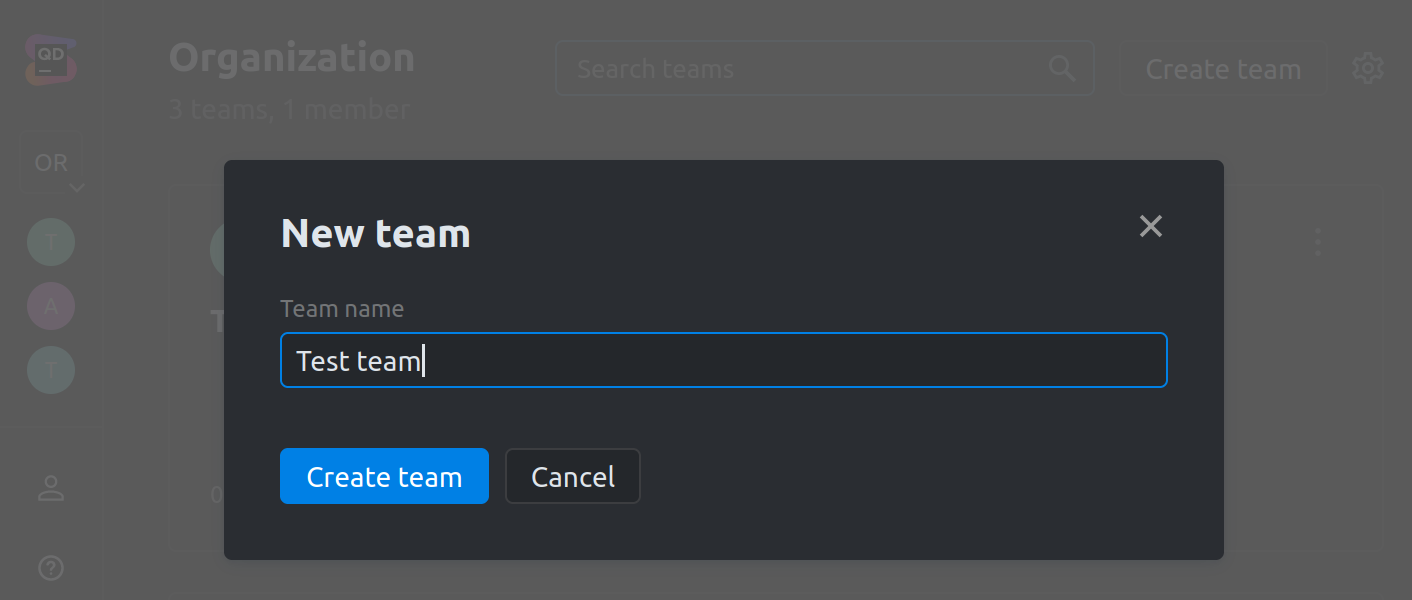 QD
Organization
Search teams
Create team
3 teams, 1 member
OR
T
A
T
New team
Team name
Test team
Create team
Cancel
T
0
?